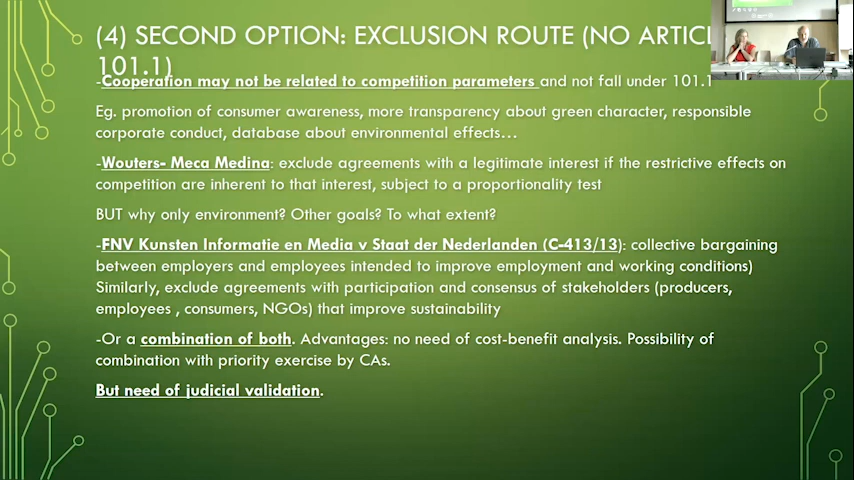 (4) SECOND OPTION: EXCLUSION ROUTE (NO ARTICL
101.1)
-Cooperation may not be related to competition parameters and not fall under 101.1
Eg. promotion of consumer awareness, more transparency about green character, responsible
corporate conduct, database about environmental effects…
-Wouters- Meca Medina: exclude agreements with a legitimate interest if the restrictive effects on
competition are inherent to that interest, subject to a proportionality test
BUT why only environment? Other goals? To what extent?
-FNV Kunsten Informatie en Media v Staat der Nederlanden (C-413/13): collective bargaining
between employers and employees intended to improve employment and working conditions)
Similarly, exclude agreements with participation and consensus of stakeholders (producers,
employees , consumers, NGOs) that improve sustainability
-Or a combination of both. Advantages: no need of cost-benefit analysis. Possibility of
combination with priority exercise by CAs.
But need of judicial validation.